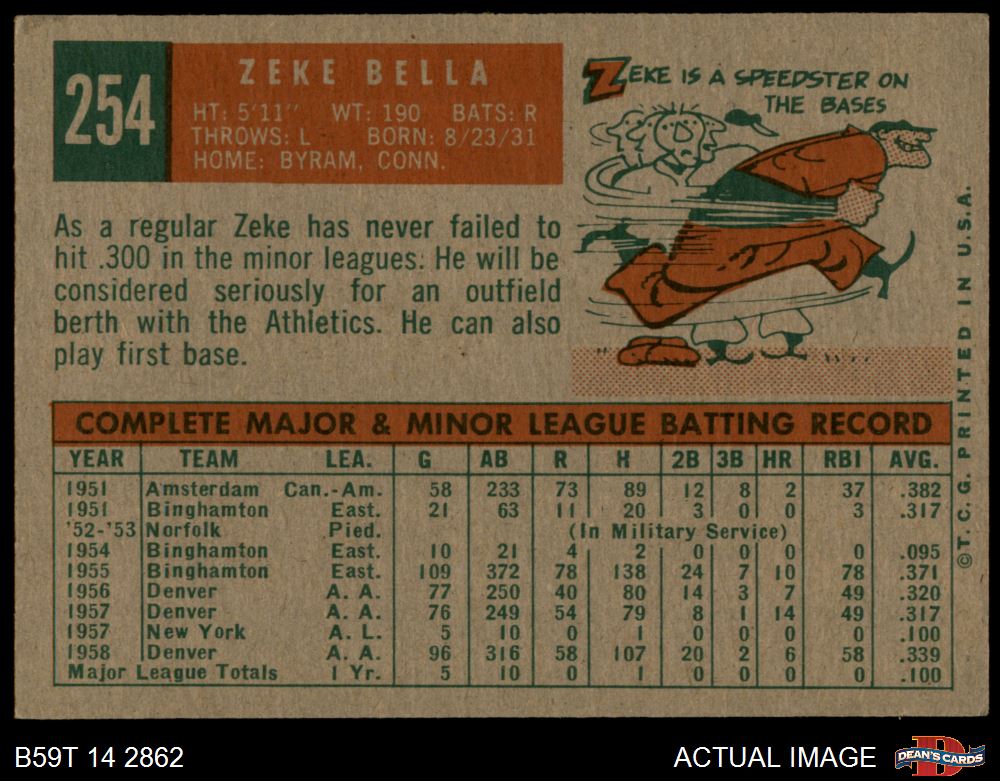 254
ZEKE BELLA
HT: 5'11" WT: 190 BATS: R
THROWS: L BORN: 8/23/31
HOME: BYRAM, CONN.
ZEKE IS A SPEEDSTER ON
THE BASES
As a regular Zeke has never failed to
hit .300 in the minor leagues. He will be
considered seriously for an outfield
berth with the Athletics. He can also
play first base.
COMPLETE MAJOR & MINOR LEAGUE BATTING RECORD
YEAR TEAM LEA. G AB R H 2B 3B HR RBI AVG.
1951 Amsterdam Can.-Am. 58 233 73 89 12 8 2 37 .382
1951 Binghamton East. 21 63 11 20 3 0 0 3 .317
'52-'53 Norfolk Pied. (In Military Service)
1954 Binghamton East. 10 21 4 2 0 0 0 0 .095
1955 Binghamton East. 109 372 78 138 24 7 10 78 .371
1956 Denver A. A. 77 250 40 80 14 3 7 49 .320
1957 Denver A. A. 76 249 54 79 8 1 14 49 .317
1957 New York A. L. 5 10 0 1 0 0 0 0 .100
1958 Denver A. A. 96 316 58 107 20 2 6 58 .339
Major League Totals 1 Yr. 5 10 0 1 0 0 0 0 .100
©T. C. G. PRINTED IN U.S.A.
B59T 14 2862
ACTUAL IMAGE
D
DEAN'S CARDS